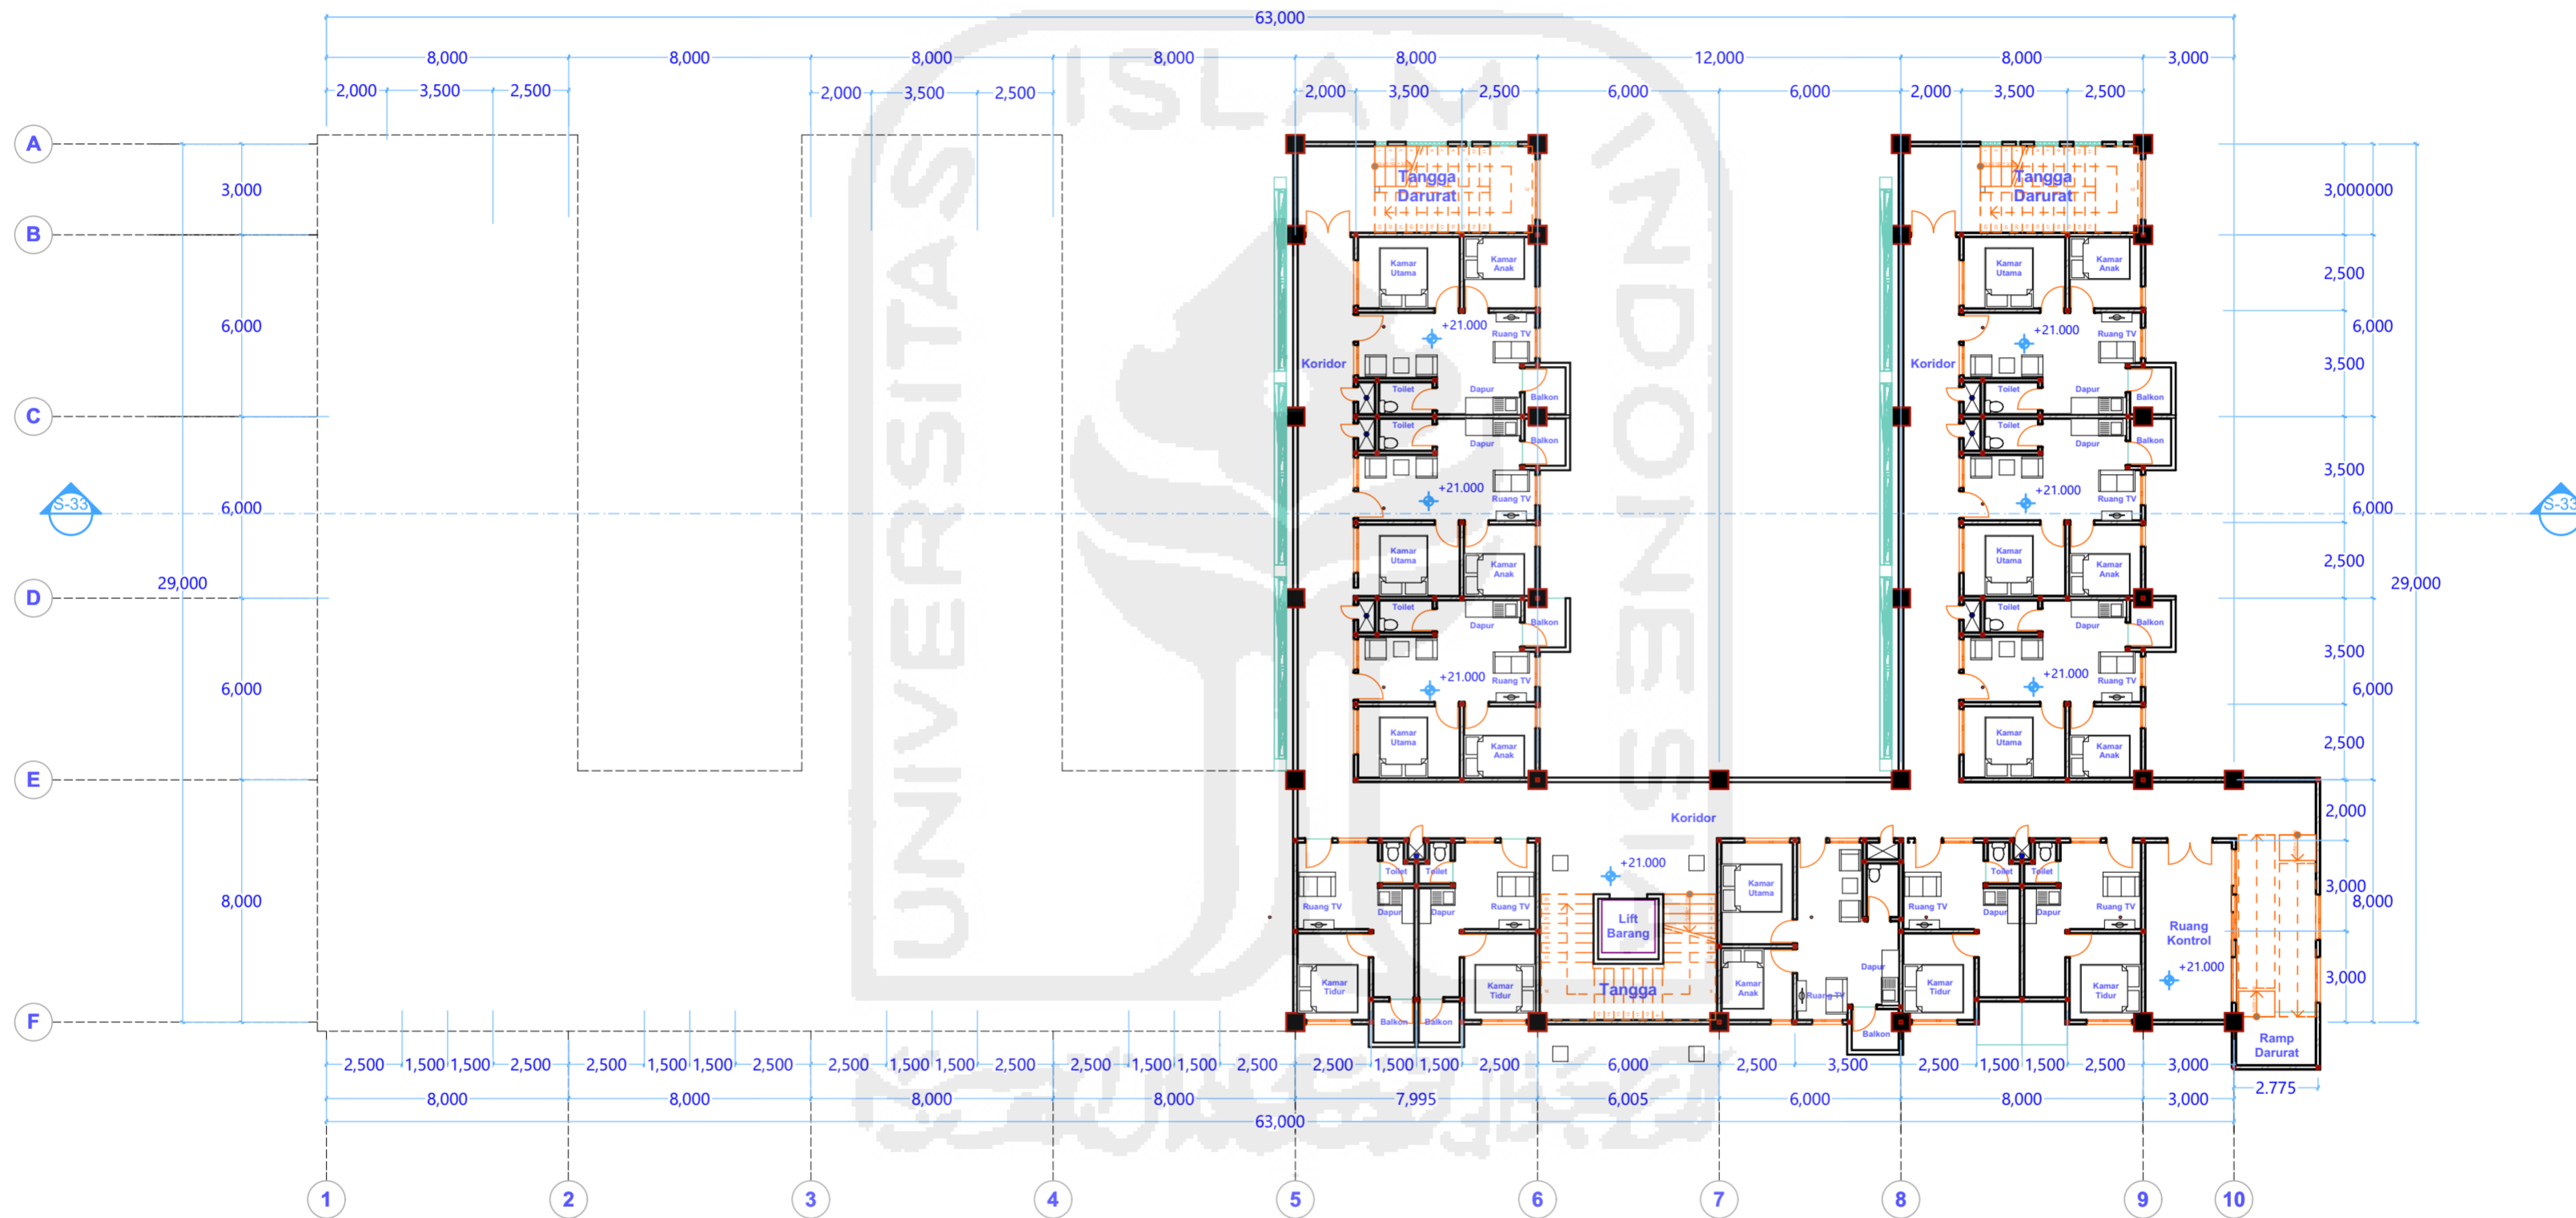 63,000
8,000 8,000 8,000 8,000 8,000 12,000 8,000 3,000
2,000 3,500 2,500 2,000 3,500 2,500 2,000 3,500 2,500 6,000 6,000 2,000 3,500 2,500
UNIVERSITAS ISLAM INDONESIA
A
B
C
D
E
F
3,000
6,000
6,000
6,000
8,000
29,000
S-33
S-33
Tangga
Darurat
Tangga
Darurat
Kamar
Utama
Kamar
Anak
Kamar
Utama
Kamar
Anak
+21.000
Ruang TV
+21.000
Ruang TV
Koridor
Koridor
Toilet
Dapur
Balkon
Toilet
Dapur
Balkon
Toilet
Dapur
Balkon
Toilet
Dapur
Balkon
+21.000
Ruang TV
+21.000
Ruang TV
Kamar
Utama
Kamar
Anak
Kamar
Utama
Kamar
Anak
Toilet
Dapur
Balkon
Toilet
Dapur
Balkon
+21.000
Ruang TV
+21.000
Ruang TV
Kamar
Utama
Kamar
Anak
Kamar
Utama
Kamar
Anak
3,000000
2,500
6,000
3,500
3,500
6,000
2,500
29,000
3,500
6,000
2,500
2,000
3,000
8,000
3,000
Koridor
+21.000
Toilet
Toilet
Ruang TV
Dapur
Dapur
Ruang TV
Kamar
Tidur
Kamar
Tidur
Balkon
Balkon
Lift
Barang
Tangga
Kamar
Utama
Kamar
Anak
Dapur
Ruang TV
Balkon
Toilet
Toilet
Ruang TV
Dapur
Dapur
Ruang TV
Kamar
Tidur
Kamar
Tidur
Ruang
Kontrol
+21.000
Ramp
Darurat
2,500 1,500 1,500 2,500 2,500 1,500 1,500 2,500 2,500 1,500 1,500 2,500 2,500 1,500 1,500 2,500 2,500 1,500 1,500 2,500 6,000 2,500 3,500 2,500 1,500 1,500 2,500 3,000
2.775
8,000 8,000 8,000 8,000 7,995 6,005 6,000 8,000 3,000
63,000
1 2 3 4 5 6 7 8 9 10